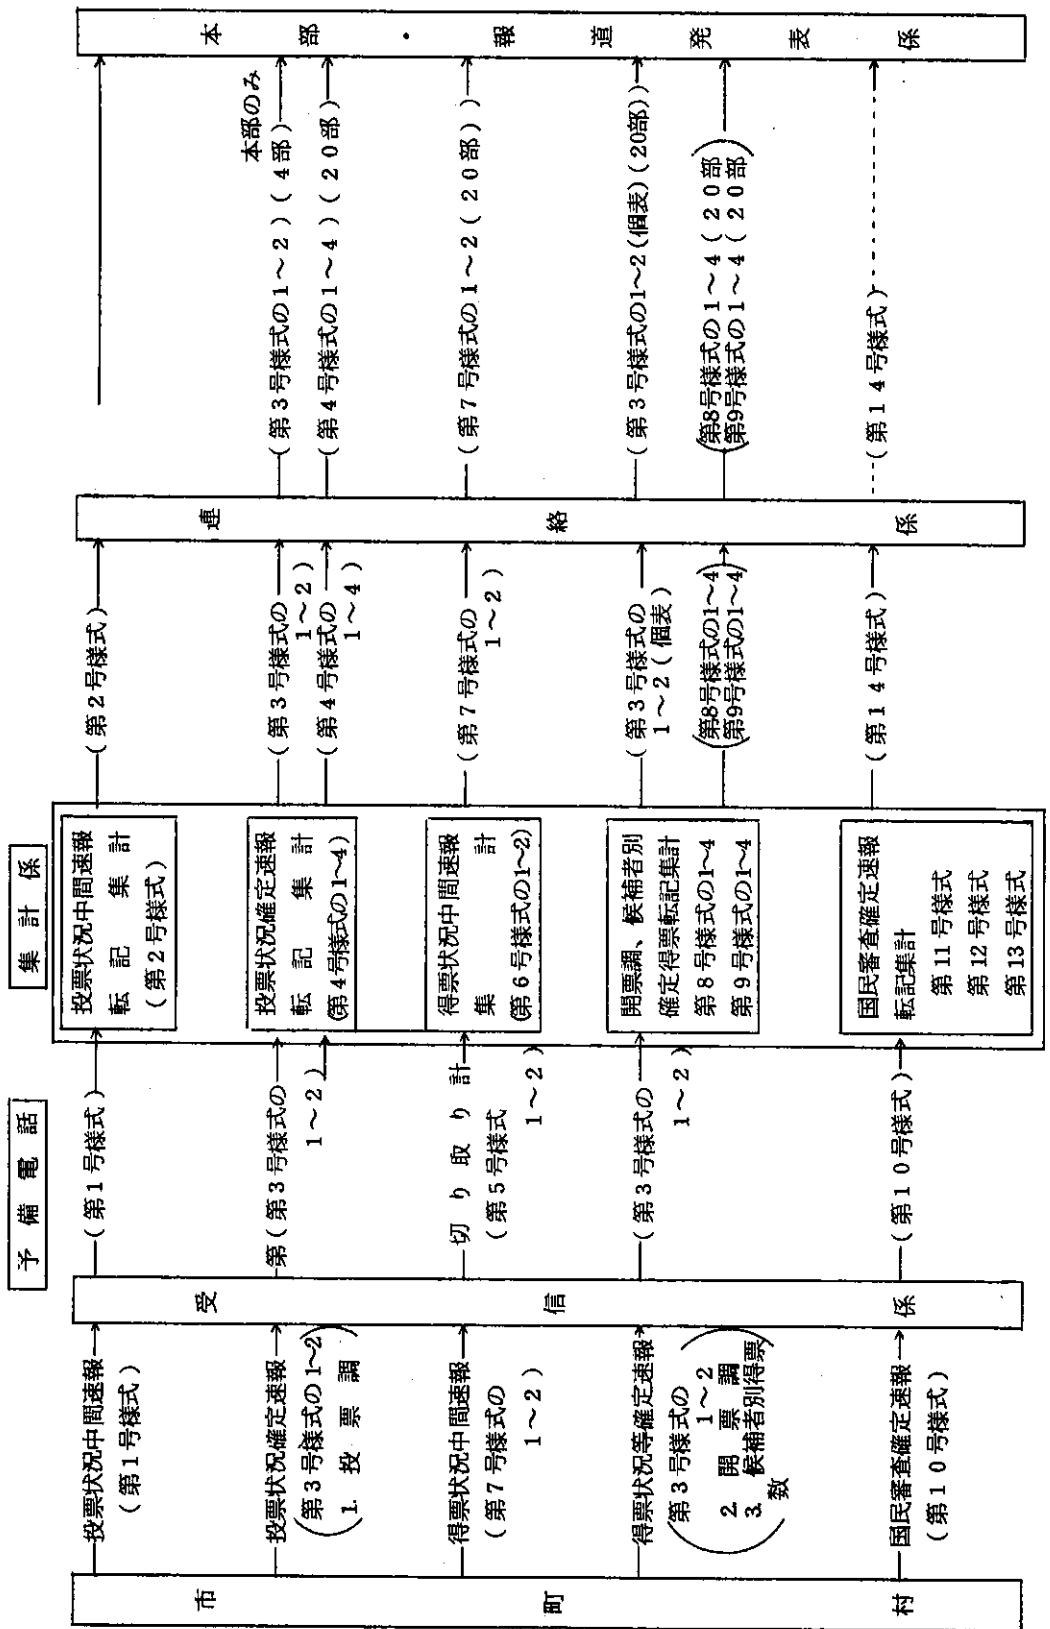 予備電話
集計係
市町村
投票状況中間速報
(第1号様式)
投票状況確定速報
(第3号様式の1～2)
1. 投票調
得票状況中間速報
(第7号様式の
1～2)
得票状況等確定速報
(第3号様式の
1～2
2. 開票調
3. 候補者別得票
数)
国民審査確定速報
(第10号様式)
受信係
(第1号様式)
第(第3号様式の
1～2)
切り取り計
(第5号様式
1～2)
(第3号様式の
1～2)
(第10号様式)
投票状況中間速報
転記集計
(第2号様式)
投票状況確定速報
転記集計
(第4号様式の1～4)
得票状況中間速報
集計
(第6号様式の1～2)
開票調、候補者別
確定得票転記集計
第8号様式の1～4
第9号様式の1～4
国民審査確定速報
転記集計
第11号様式
第12号様式
第13号様式
(第2号様式)
(第3号様式の
1～2)
(第4号様式の
1～4)
(第7号様式の
1～2)
(第3号様式の
1～2(個表)
(第8号様式の1～4)
(第9号様式の1～4)
(第14号様式)
連絡係
本部のみ
(第3号様式の1～2)(4部)
(第4号様式の1～4)(20部)
(第7号様式の1～2(20部))
(第3号様式の1～2(個表)(20部))
(第8号様式の1～4(20部)
第9号様式の1～4(20部)
(第14号様式)
本部・報道発表係